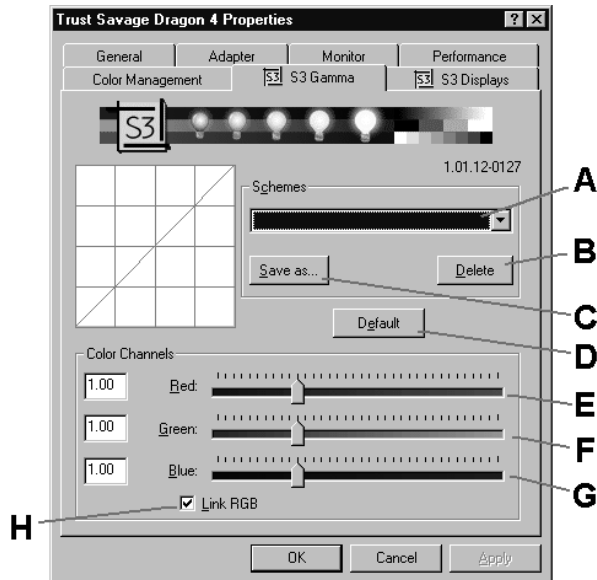 Trust Savage Dragon 4 Properties
General Adapter Monitor Performance
Color Management S3 S3 Gamma S3 S3 Displays
S3
1.01.12-0127
Schemes
A
B
Save as... Delete
C
Default
D
Color Channels
1.00 Red:
E
1.00 Green:
F
1.00 Blue:
G
H Link RGB
OK Cancel Apply